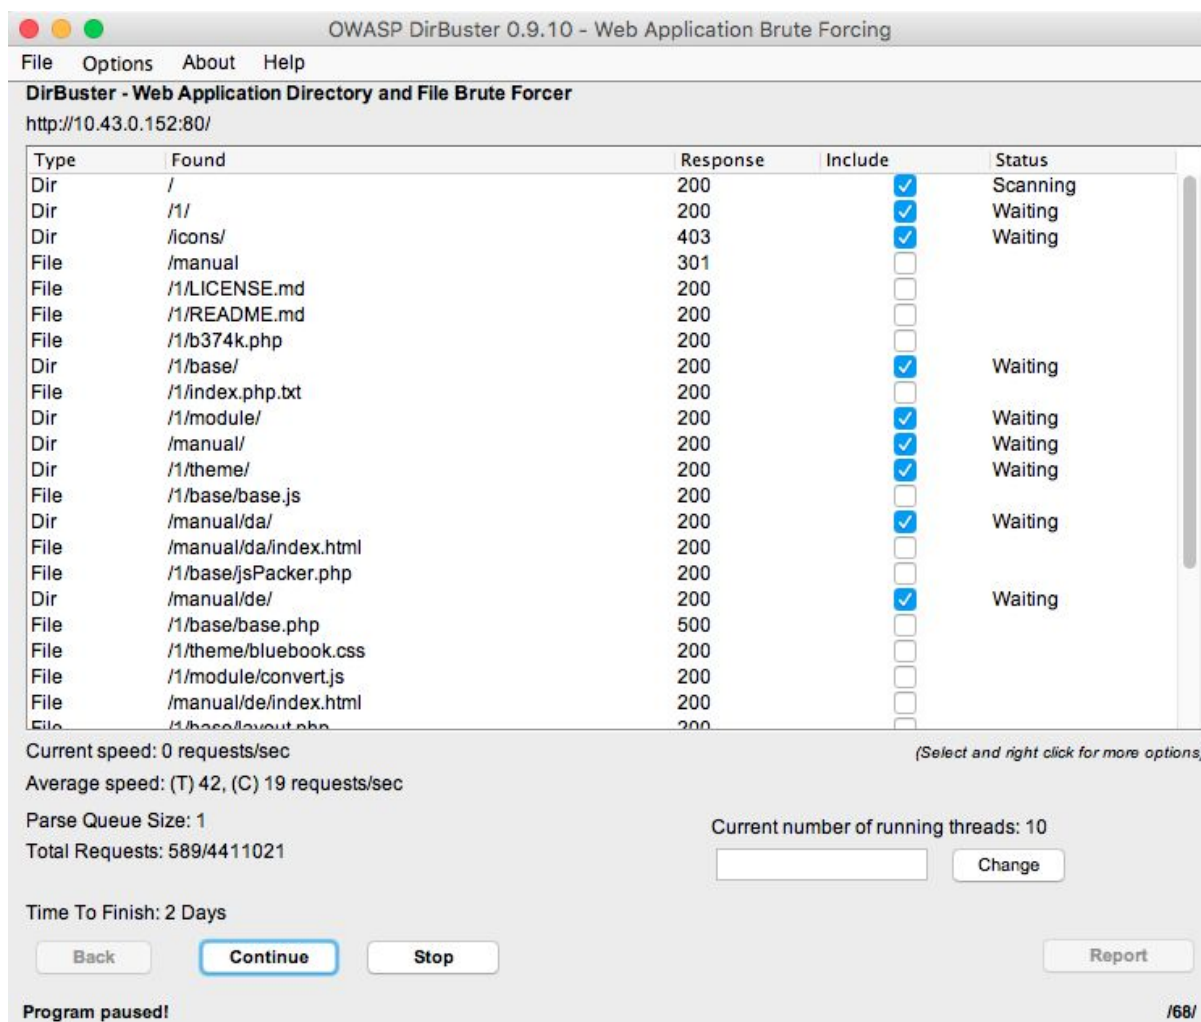 OWASP DirBuster 0.9.10 - Web Application Brute Forcing
File Options About Help
DirBuster - Web Application Directory and File Brute Forcer
http://10.43.0.152:80/
Type Found Response Include Status
Dir / 200 Scanning
Dir /1/ 200 Waiting
Dir /icons/ 403 Waiting
File /manual 301
File /1/LICENSE.md 200
File /1/README.md 200
File /1/b374k.php 200
Dir /1/base/ 200 Waiting
File /1/index.php.txt 200
Dir /1/module/ 200 Waiting
Dir /manual/ 200 Waiting
Dir /1/theme/ 200 Waiting
File /1/base/base.js 200
Dir /manual/da/ 200 Waiting
File /manual/da/index.html 200
File /1/base/jsPacker.php 200
Dir /manual/de/ 200 Waiting
File /1/base/base.php 500
File /1/theme/bluebook.css 200
File /1/module/convert.js 200
File /manual/de/index.html 200
File /1/base/layout.php 200
Current speed: 0 requests/sec
(Select and right click for more options)
Average speed: (T) 42, (C) 19 requests/sec
Parse Queue Size: 1
Current number of running threads: 10
Total Requests: 589/4411021
Change
Time To Finish: 2 Days
Back Continue Stop Report
Program paused! /68/